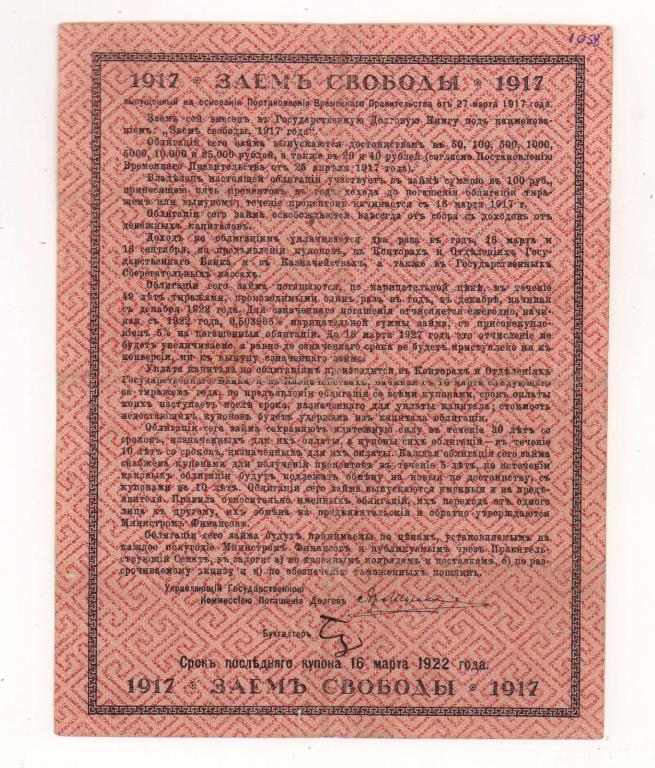 1058
1917 * ЗАЕМЪ СВОБОДЫ * 1917
выпущенный на основаніи Постановленія Временнаго Правительства отъ 27 марта 1917 года.
Заемъ сей внесенъ въ Государственную Долговую Книгу подъ наименова-
ніемъ: „Заемъ свободы, 1917 года“.
Облигаціи сего займа выпускаются достоинствамъ въ 50, 100, 500, 1000,
5000, 10.000 и 25.000 рублей, а также въ 20 и 40 рублей (согласно Постановленію
Временнаго Правительства отъ 25 апрѣля 1917 года).
Владѣлецъ настоящей облигаціи участвуетъ въ займѣ суммою въ 100 руб.,
приносящею пять процентовъ въ годъ дохода до погашенія облигаціи тира-
жемъ или выкупомъ; теченіе процентовъ начинается съ 16 марта 1917 г.
Облигаціи сего займа освобождаются навсегда отъ сбора съ доходовъ отъ
денежныхъ капиталовъ.
Доходъ по облигаціямъ уплачивается два раза въ годъ, 16 марта и
16 сентября, по предъявленіи купоновъ, въ Конторахъ и Отдѣленіяхъ Госу-
дарственнаго Банка и въ Казначействахъ, а также въ Государственныхъ
Сберегательныхъ кассахъ.
Облигаціи сего займа погашаются, по нарицательной цѣнѣ, въ теченіе
49 лѣтъ тиражами, производимыми одинъ разъ въ годъ, въ декабрѣ, начиная
съ декабря 1922 года. Для означеннаго погашенія отчисляется ежегодно, начи-
ная съ 1922 года, 0,503965% нарицательной суммы займа, съ присовокупле-
ніемъ 5% на погашенныя облигаціи. До 16 марта 1927 года это отчисленіе не
будетъ увеличиваемо, а равно до означеннаго срока не будетъ приступлено ни къ
конверсіи, ни къ выкупу означеннаго займа.
Уплата капитала по облигаціямъ производится въ Конторахъ и Отдѣленіяхъ
Государственнаго Банка и въ Казначействахъ, начиная съ 16 марта слѣдующаго
за тиражемъ года, по предъявленіи облигацій со всѣми купонами, срокъ оплаты
коихъ наступаетъ послѣ срока, назначеннаго для уплаты капитала; стоимость
недостающихъ купоновъ будетъ удержана изъ капитала облигаціи.
Облигаціи сего займа сохраняютъ платежную силу въ теченіе 30 лѣтъ со
сроковъ, назначенныхъ для ихъ оплаты, а купоны сихъ облигацій — въ теченіе
10 лѣтъ со сроковъ, назначенныхъ для ихъ оплаты. Каждая облигація сего займа
снабжена купонами для полученія процентовъ въ теченіе 5 лѣтъ, по истеченіи
каковыхъ облигаціи будутъ подлежать обмѣну на новыя по достоинству, съ
купонами на 10 лѣтъ. Облигаціи сего займа выпускаются именныя и на предъ-
явителя. Правила относительно именныхъ облигацій, ихъ перехода отъ одного
лица къ другому, ихъ обмѣна на предъявительскія и обратно утверждаются
Министромъ Финансовъ.
Облигаціи сего займа будутъ принимаемы по цѣнамъ, установляемымъ на
каждое полугодіе Министромъ Финансовъ и публикуемымъ чрезъ Правитель-
ствующій Сенатъ, въ залоги: а) по казеннымъ подрядамъ и поставкамъ, б) по раз-
срочиваемому акцизу и в) по обезпеченію таможенныхъ пошлинъ.
Управляющій Государственною
Комиссіею Погашенія Долговъ
Бухгалтеръ
Срокъ послѣдняго купона 16 марта 1922 года.
1917 * ЗАЕМЪ СВОБОДЫ * 1917